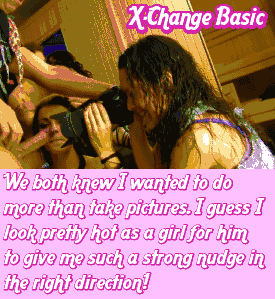 X-Change Basic
We both knew I wanted to do
more than take pictures. I guess I
look pretty hot as a girl for him
to give me such a strong nudge in
the right direction!